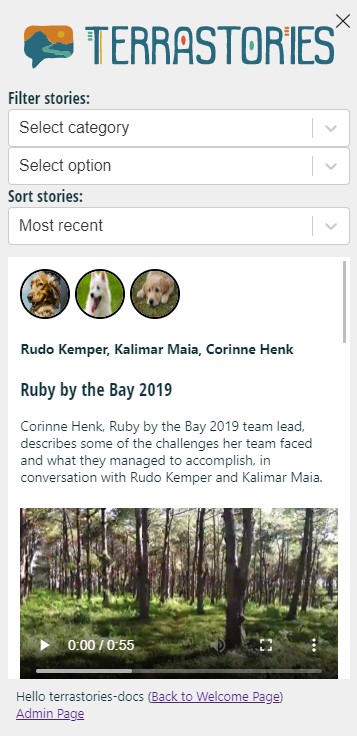 TERRASTORIES
Filter stories:
Select category
Select option
Sort stories:
Most recent
Rudo Kemper, Kalimar Maia, Corinne Henk
Ruby by the Bay 2019
Corinne Henk, Ruby by the Bay 2019 team lead,
describes some of the challenges her team faced
and what they managed to accomplish, in
conversation with Rudo Kemper and Kalimar Maia.
0:00 / 0:55
Hello terrastories-docs (Back to Welcome Page)
Admin Page